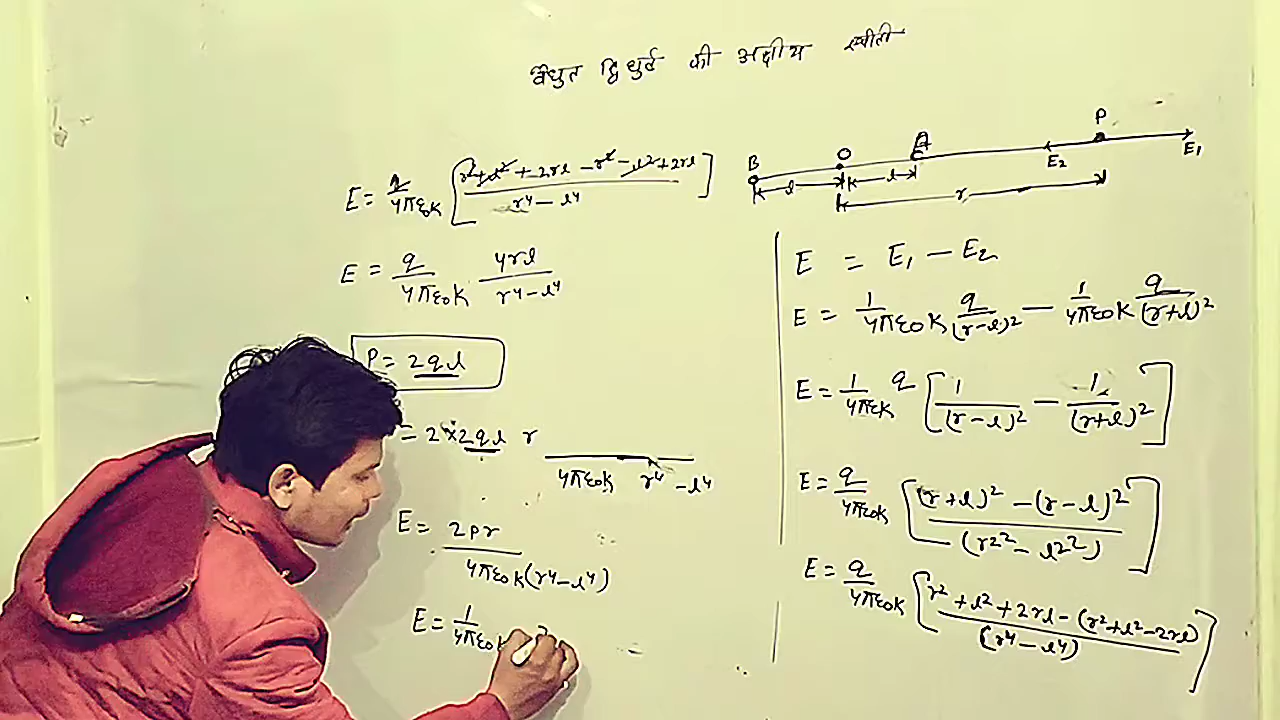 वैधुत द्विधुर्व की अक्षीय स्थीती
B O A P
E₂ E₁
l l
r
E = E₁ − E₂
E = 1/4πε₀K q/(r−l)² − 1/4πε₀K q/(r+l)²
E = 1/4πεK q [1/(r−l)² − 1/(r+l)²]
E = q/4πε₀K [(r+l)² − (r−l)²/(r2² − l2²)]
E = q/4πε₀K [r² + l² + 2rl − (r² + l² − 2rl)/(r⁴ − l⁴)]
E = q/4πε₀K [r² + l² + 2rl − r² − l² + 2rl/r⁴ − l⁴]
E = q/4πε₀K 4rl/r⁴ − l⁴
P = 2ql
= 2 × 2ql r/4πε₀K r⁴ − l⁴
E = 2pr/4πε₀K(r⁴ − l⁴)
E = 1/4πε₀K